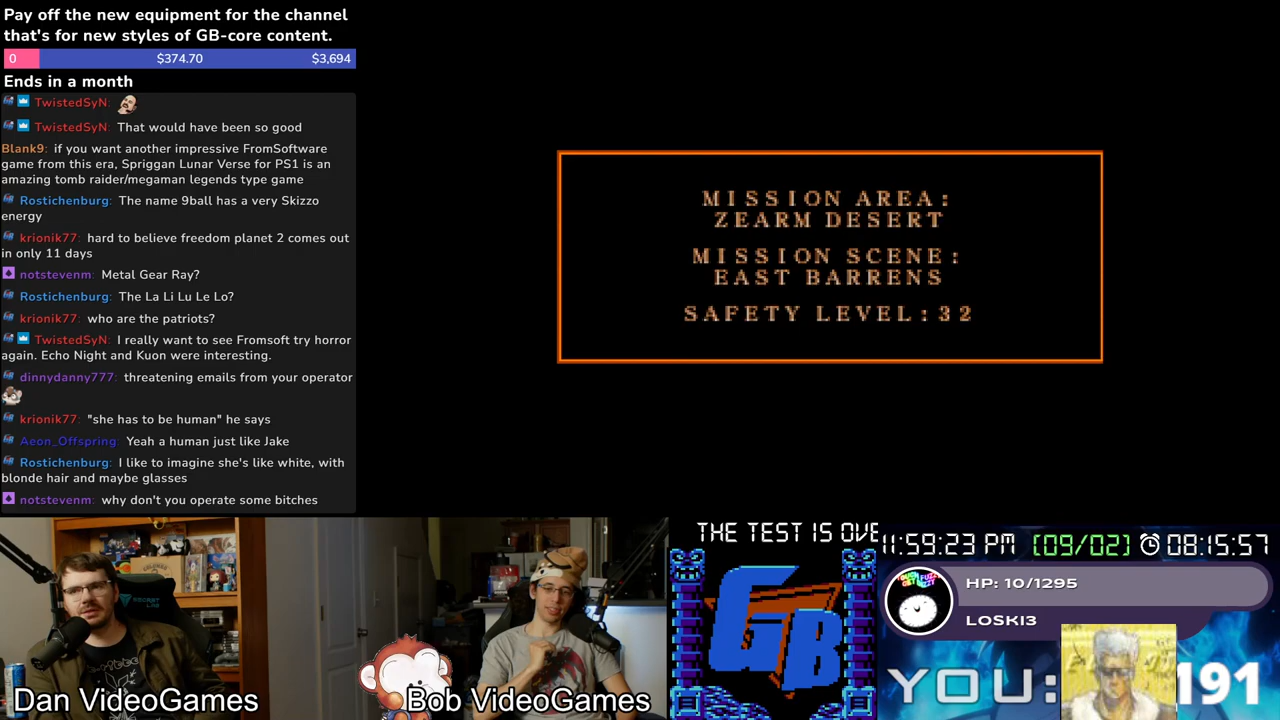 Pay off the new equipment for the channel
that's for new styles of GB-core content.
0 $374.70 $3,694
Ends in a month
TwistedSyN:
TwistedSyN: That would have been so good
Blank9: if you want another impressive FromSoftware
game from this era, Spriggan Lunar Verse for PS1 is an
amazing tomb raider/megaman legends type game
Rostichenburg: The name 9ball has a very Skizzo
energy
krionik77: hard to believe freedom planet 2 comes out
in only 11 days
notstevenm: Metal Gear Ray?
Rostichenburg: The La Li Lu Le Lo?
krionik77: who are the patriots?
TwistedSyN: I really want to see Fromsoft try horror
again. Echo Night and Kuon were interesting.
dinnydanny777: threatening emails from your operator
krionik77: "she has to be human" he says
Aeon_Offspring: Yeah a human just like Jake
Rostichenburg: I like to imagine she's like white, with
blonde hair and maybe glasses
notstevenm: why don't you operate some bitches
MISSION AREA:
ZEARM DESERT
MISSION SCENE:
EAST BARRENS
SAFETY LEVEL:32
Dan VideoGames
Bob VideoGames
THE TEST IS OVE
GB
11:59:23 PM [09/02] 08:15:57
HP: 10/1295
LOSKI3
YOU: 191